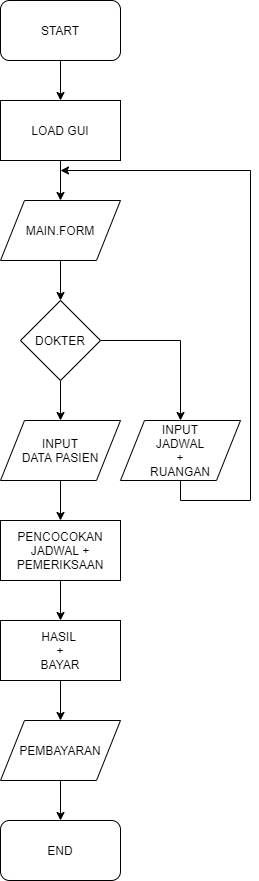 START
LOAD GUI
MAIN.FORM
DOKTER
INPUT
DATA PASIEN
INPUT
JADWAL
+
RUANGAN
PENCOCOKAN
JADWAL +
PEMERIKSAAN
HASIL
+
BAYAR
PEMBAYARAN
END